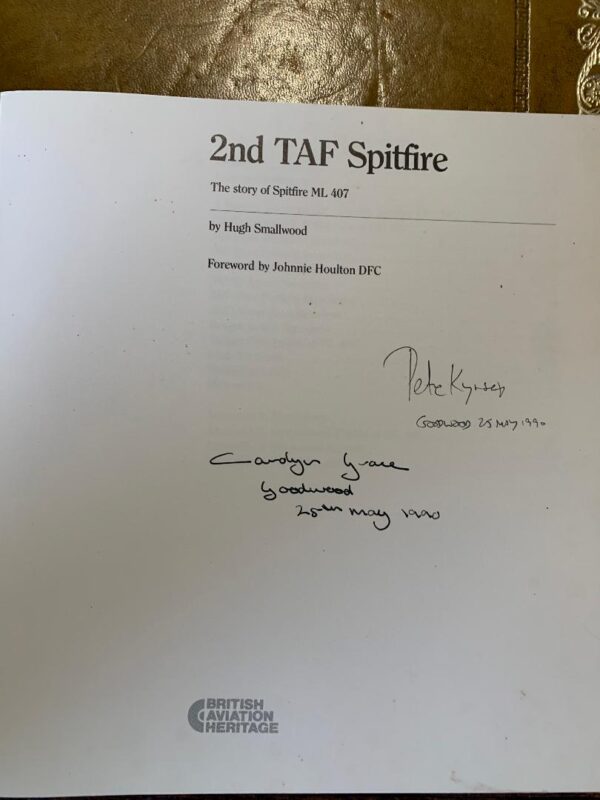 2nd TAF Spitfire
The story of Spitfire ML 407
by Hugh Smallwood
Foreword by Johnnie Houlton DFC
Pete Kynsey
GOODWOOD 25 MAY 1990
Carolyn Grace
Goodwood
25th May 1990
BRITISH
AVIATION
HERITAGE